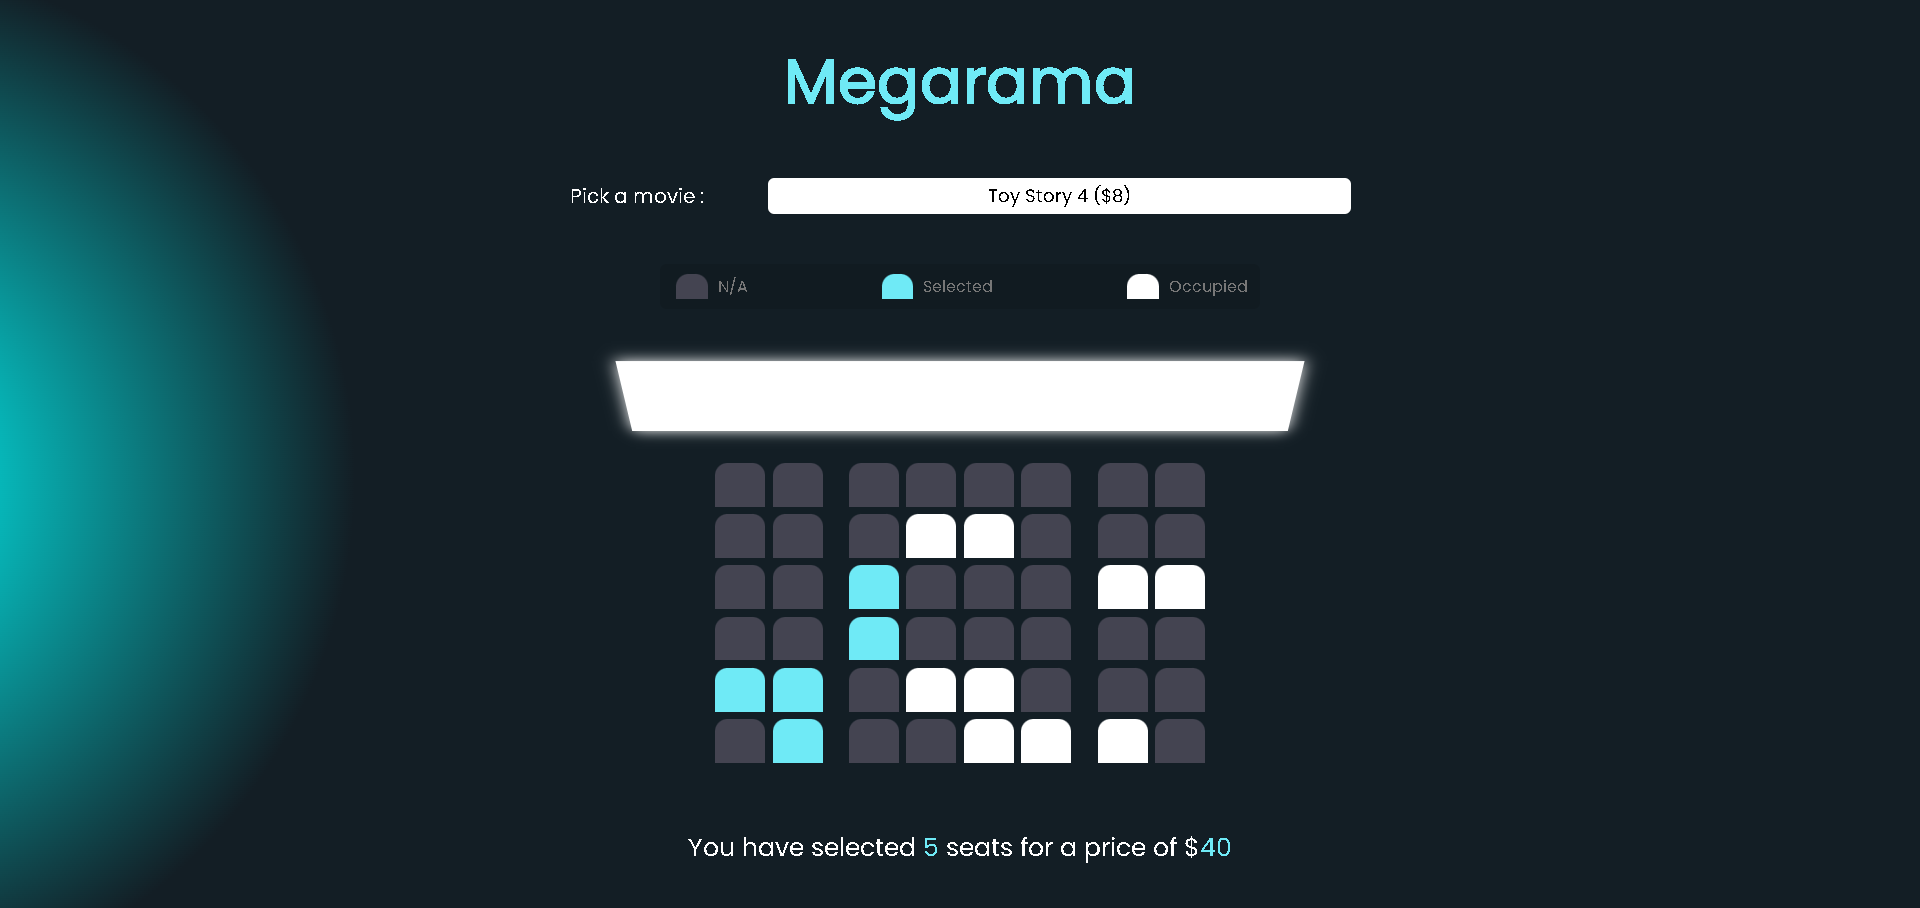 Megarama
Pick a movie : Toy Story 4 ($8)
N/A Selected Occupied
You have selected 5 seats for a price of $40